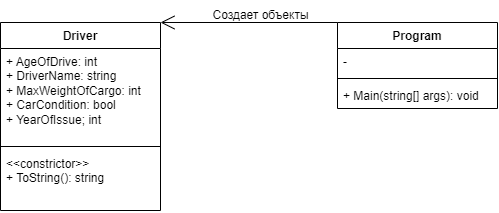 Создает объекты
Driver
+ AgeOfDrive: int
+ DriverName: string
+ MaxWeightOfCargo: int
+ CarCondition: bool
+ YearOfIssue; int
<<constrictor>>
+ ToString(): string
Program
-
+ Main(string[] args): void